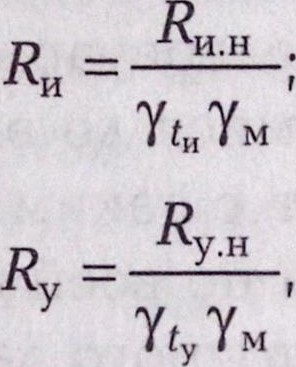 R_и = R_и.н / γ_{t_и} γ_м;
R_у = R_у.н / γ_{t_у} γ_м,